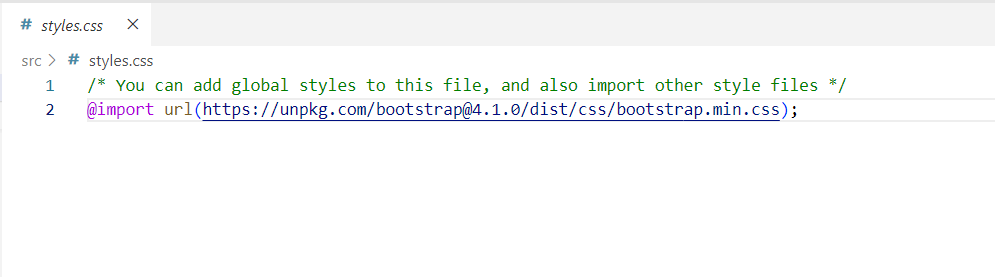 # styles.css ×
src > # styles.css
1 /* You can add global styles to this file, and also import other style files */
2 @import url(https://unpkg.com/bootstrap@4.1.0/dist/css/bootstrap.min.css);